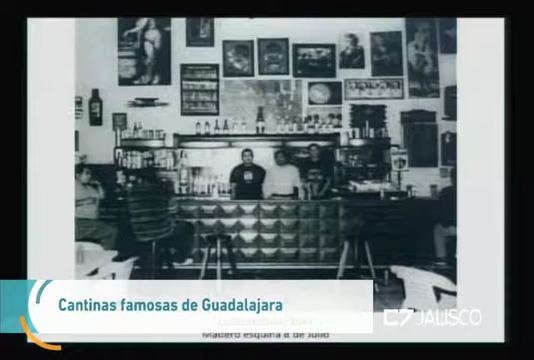 Cantinas famosas de Guadalajara
C7 JALISCO
Madero esquina 8 de Julio